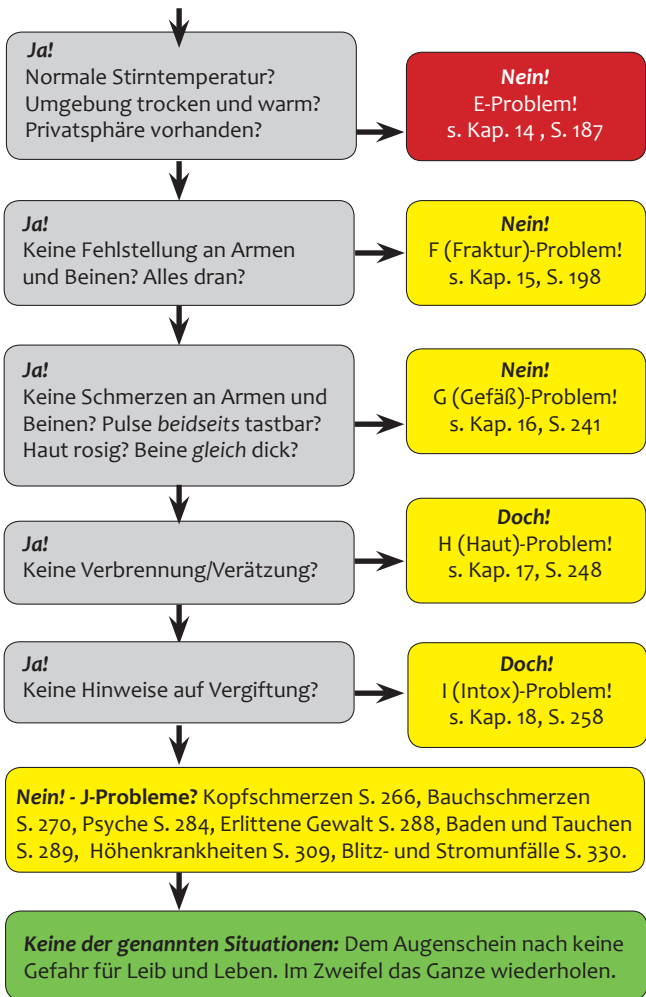 Ja!
Normale Stirntemperatur?
Umgebung trocken und warm?
Privatsphäre vorhanden?
Nein!
E-Problem!
s. Kap. 14 , S. 187
Ja!
Keine Fehlstellung an Armen
und Beinen? Alles dran?
Nein!
F (Fraktur)-Problem!
s. Kap. 15, S. 198
Ja!
Keine Schmerzen an Armen und
Beinen? Pulse beidseits tastbar?
Haut rosig? Beine gleich dick?
Nein!
G (Gefäß)-Problem!
s. Kap. 16, S. 241
Ja!
Keine Verbrennung/Verätzung?
Doch!
H (Haut)-Problem!
s. Kap. 17, S. 248
Ja!
Keine Hinweise auf Vergiftung?
Doch!
I (Intox)-Problem!
s. Kap. 18, S. 258
Nein! - J-Probleme? Kopfschmerzen S. 266, Bauchschmerzen
S. 270, Psyche S. 284, Erlittene Gewalt S. 288, Baden und Tauchen
S. 289, Höhenkrankheiten S. 309, Blitz- und Stromunfälle S. 330.
Keine der genannten Situationen: Dem Augenschein nach keine
Gefahr für Leib und Leben. Im Zweifel das Ganze wiederholen.